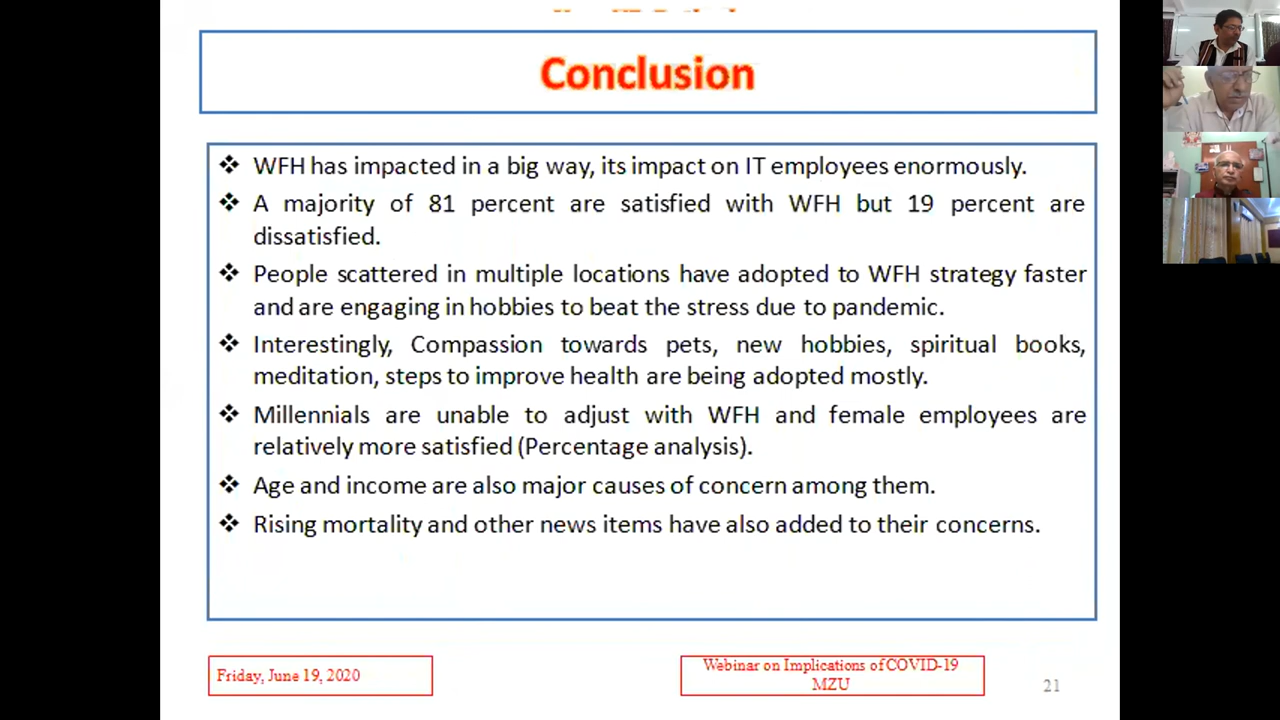 Conclusion
❖ WFH has impacted in a big way, its impact on IT employees enormously.
❖ A majority of 81 percent are satisfied with WFH but 19 percent are
dissatisfied.
❖ People scattered in multiple locations have adopted to WFH strategy faster
and are engaging in hobbies to beat the stress due to pandemic.
❖ Interestingly, Compassion towards pets, new hobbies, spiritual books,
meditation, steps to improve health are being adopted mostly.
❖ Millennials are unable to adjust with WFH and female employees are
relatively more satisfied (Percentage analysis).
❖ Age and income are also major causes of concern among them.
❖ Rising mortality and other news items have also added to their concerns.
Friday, June 19, 2020
Webinar on Implications of COVID-19
MZU
21